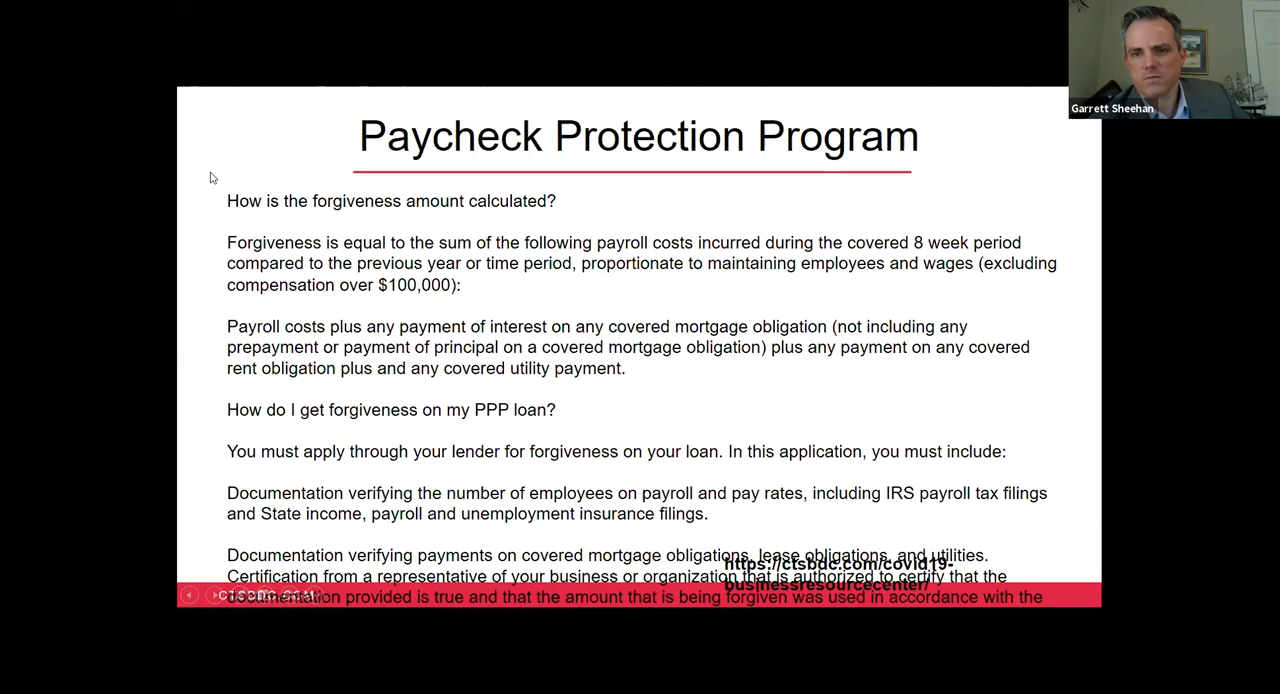 Garrett Sheehan
Paycheck Protection Program
How is the forgiveness amount calculated?
Forgiveness is equal to the sum of the following payroll costs incurred during the covered 8 week period
compared to the previous year or time period, proportionate to maintaining employees and wages (excluding
compensation over $100,000):
Payroll costs plus any payment of interest on any covered mortgage obligation (not including any
prepayment or payment of principal on a covered mortgage obligation) plus any payment on any covered
rent obligation plus and any covered utility payment.
How do I get forgiveness on my PPP loan?
You must apply through your lender for forgiveness on your loan. In this application, you must include:
Documentation verifying the number of employees on payroll and pay rates, including IRS payroll tax filings
and State income, payroll and unemployment insurance filings.
Documentation verifying payments on covered mortgage obligations, lease obligations, and utilities.
Certification from a representative of your business or organization that is authorized to certify that the
documentation provided is true and that the amount that is being forgiven was used in accordance with the
https://ctsbdc.com/covid19-
businessresourcecenter/
CTSBDC.COM